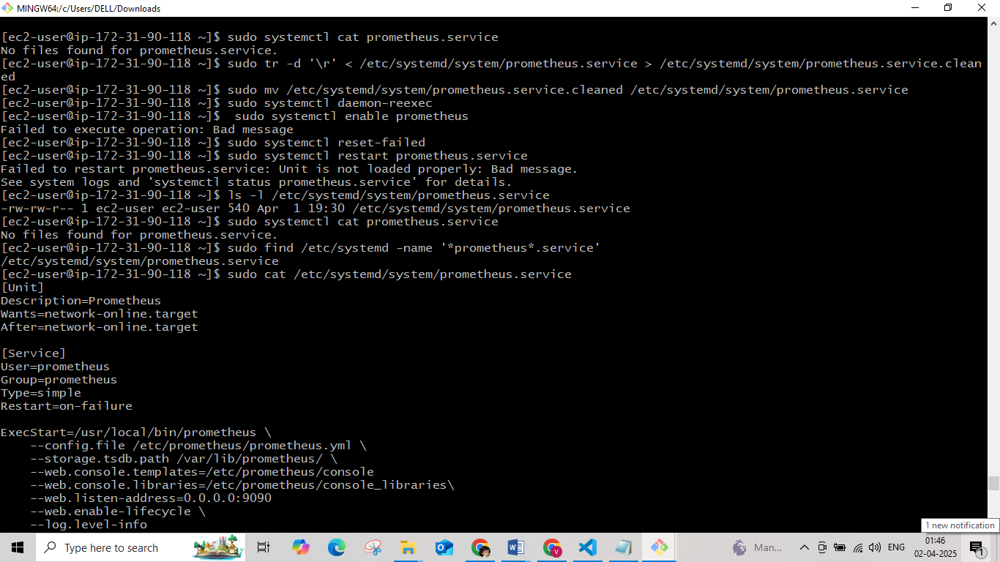 MINGW64:/c/Users/DELL/Downloads
[ec2-user@ip-172-31-90-118 ~]$ sudo systemctl cat prometheus.service
No files found for prometheus.service.
[ec2-user@ip-172-31-90-118 ~]$ sudo tr -d '\r' < /etc/systemd/system/prometheus.service > /etc/systemd/system/prometheus.service.clean
ed
[ec2-user@ip-172-31-90-118 ~]$ sudo mv /etc/systemd/system/prometheus.service.cleaned /etc/systemd/system/prometheus.service
[ec2-user@ip-172-31-90-118 ~]$ sudo systemctl daemon-reexec
[ec2-user@ip-172-31-90-118 ~]$  sudo systemctl enable prometheus
Failed to execute operation: Bad message
[ec2-user@ip-172-31-90-118 ~]$ sudo systemctl reset-failed
[ec2-user@ip-172-31-90-118 ~]$ sudo systemctl restart prometheus.service
Failed to restart prometheus.service: Unit is not loaded properly: Bad message.
See system logs and 'systemctl status prometheus.service' for details.
[ec2-user@ip-172-31-90-118 ~]$ ls -l /etc/systemd/system/prometheus.service
-rw-rw-r-- 1 ec2-user ec2-user 540 Apr  1 19:30 /etc/systemd/system/prometheus.service
[ec2-user@ip-172-31-90-118 ~]$ sudo systemctl cat prometheus.service
No files found for prometheus.service.
[ec2-user@ip-172-31-90-118 ~]$ sudo find /etc/systemd -name '*prometheus*.service'
/etc/systemd/system/prometheus.service
[ec2-user@ip-172-31-90-118 ~]$ sudo cat /etc/systemd/system/prometheus.service
[Unit]
Description=Prometheus
Wants=network-online.target
After=network-online.target
[Service]
User=prometheus
Group=prometheus
Type=simple
Restart=on-failure
ExecStart=/usr/local/bin/prometheus \
    --config.file /etc/prometheus/prometheus.yml \
    --storage.tsdb.path /var/lib/prometheus/ \
    --web.console.templates=/etc/prometheus/console
    --web.console.libraries=/etc/prometheus/console_libraries\
    --web.listen-address=0.0.0.0:9090
    --web.enable-lifecycle \
    --log.level-info
1 new notification
Type here to search
Man...
ENG
01:46
02-04-2025
1